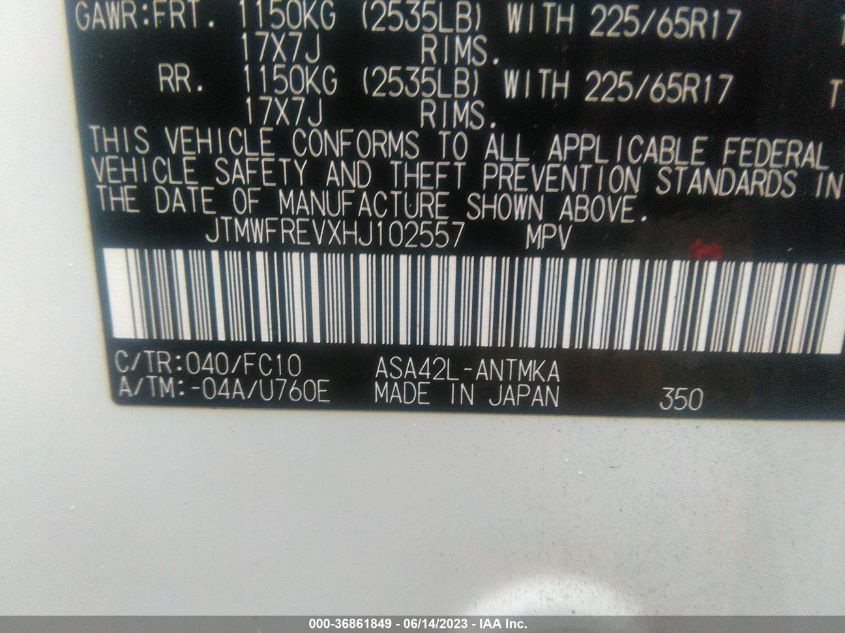 GAWR:FRT. 1150KG (2535LB) WITH 225/65R17
17X7J RIMS.
RR. 1150KG (2535LB) WITH 225/65R17
17X7J RIMS.
THIS VEHICLE CONFORMS TO ALL APPLICABLE FEDERAL
VEHICLE SAFETY AND THEFT PREVENTION STANDARDS IN
THE DATE OF MANUFACTURE SHOWN ABOVE.
JTMWFREVXHJ102557 MPV
C/TR:040/FC10 ASA42L-ANTMKA
A/TM:-04A/U760E MADE IN JAPAN 350
000-36861849 - 06/14/2023 - IAA Inc.